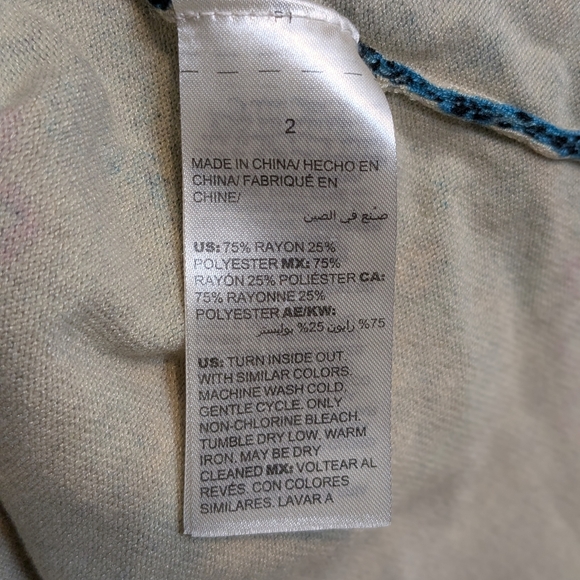 2
MADE IN CHINA/ HECHO EN
CHINA/ FABRIQUÉ EN
CHINE/
صنع في الصين
US: 75% RAYON 25%
POLYESTER MX: 75%
RAYÓN 25% POLIÉSTER CA:
75% RAYONNE 25%
POLYESTER AE/KW:
75% رايون 25% بوليستر
US: TURN INSIDE OUT.
WITH SIMILAR COLORS.
MACHINE WASH COLD,
GENTLE CYCLE. ONLY
NON-CHLORINE BLEACH.
TUMBLE DRY LOW. WARM
IRON. MAY BE DRY
CLEANED MX: VOLTEAR AL
REVÉS. CON COLORES
SIMILARES. LAVAR A